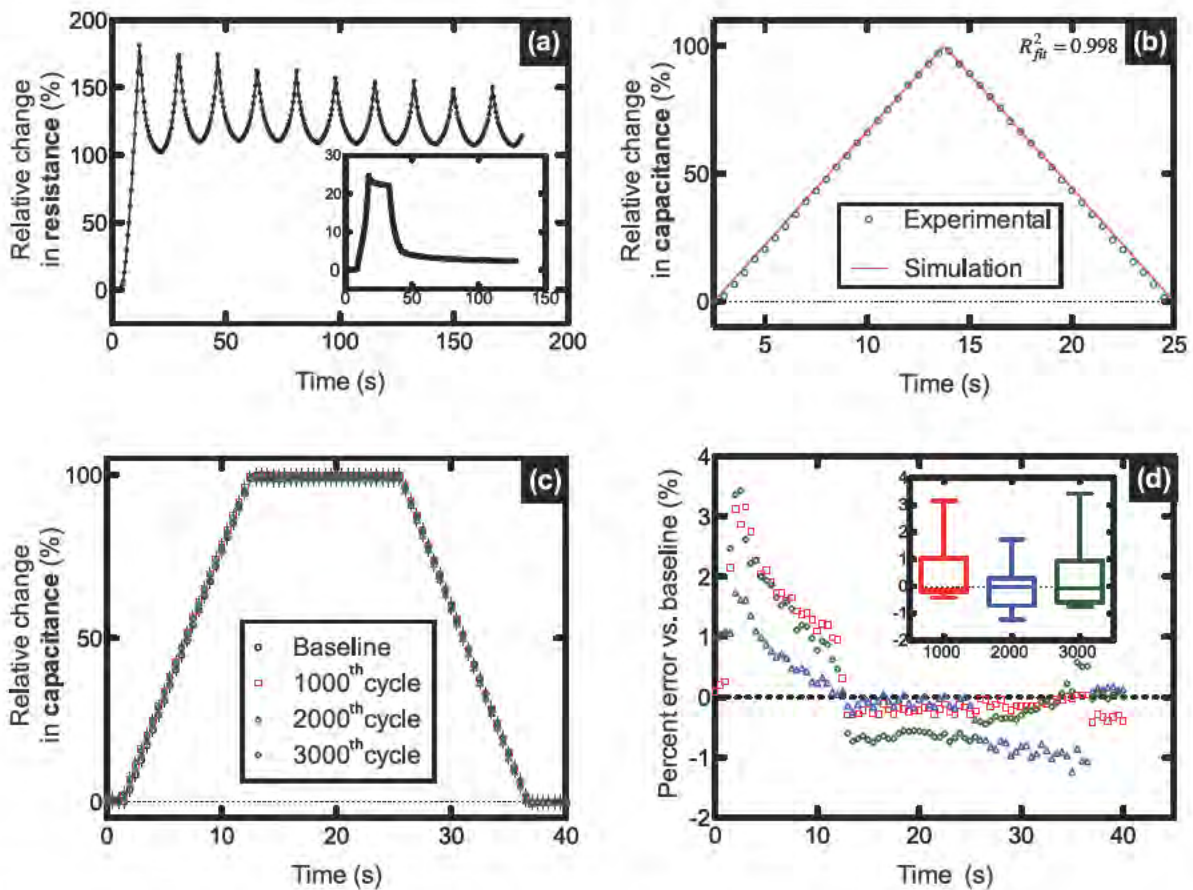 (a)
Relative change
in resistance (%)
200
150
100
50
0
0 50 100 150 200
Time (s)
30
20
10
0
0 50 100 150
(b)
R²fit = 0.998
Relative change
in capacitance (%)
100
50
0
5 10 15 20 25
Time (s)
Experimental
Simulation
(c)
Relative change
in capacitance (%)
100
50
0
0 10 20 30 40
Time (s)
Baseline
1000th cycle
2000th cycle
3000th cycle
(d)
Percent error vs. baseline (%)
4
3
2
1
0
-1
-2
0 10 20 30 40
Time (s)
4
3
2
1
0
-1
-2
1000 2000 3000